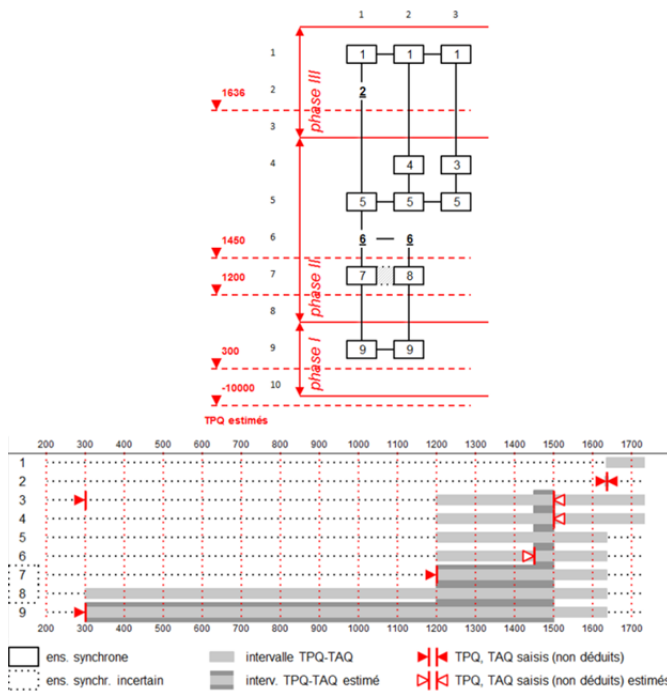 1 2 3
1 1 1 1
1636 2 2
3
phase III
4 4 3
5 5 5 5
1450 6 6 6
1200 7 7 8
8
phase II
300 9 9 9
-10000 10
phase I
TPQ estimés
200 300 400 500 600 700 800 900 1000 1100 1200 1300 1400 1500 1600 1700
1
2
3
4
5
6
7
8
9
200 300 400 500 600 700 800 900 1000 1100 1200 1300 1400 1500 1600 1700
ens. synchrone intervalle TPQ-TAQ TPQ, TAQ saisis (non déduits)
ens. synchr. incertain interv. TPQ-TAQ estimé TPQ, TAQ saisis (non déduits) estimés